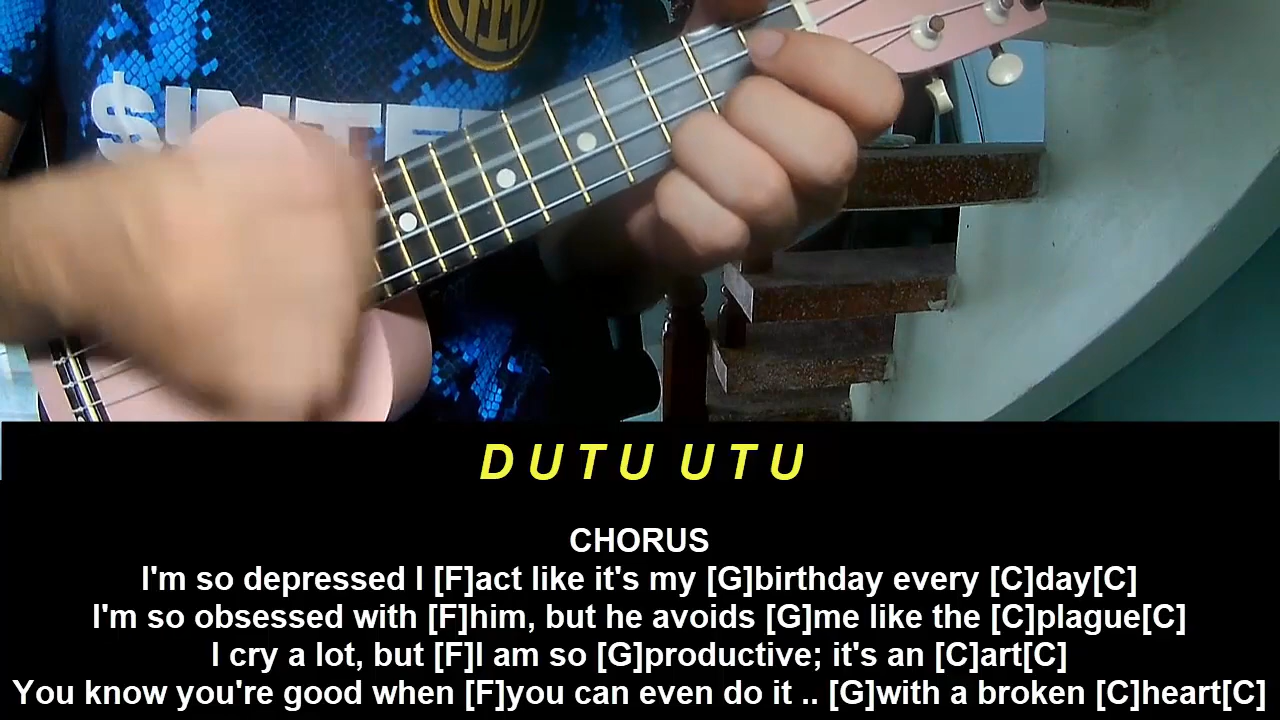 $INTE
D U T U  U T U
CHORUS
I'm so depressed I [F]act like it's my [G]birthday every [C]day[C]
I'm so obsessed with [F]him, but he avoids [G]me like the [C]plague[C]
I cry a lot, but [F]I am so [G]productive; it's an [C]art[C]
You know you're good when [F]you can even do it .. [G]with a broken [C]heart[C]